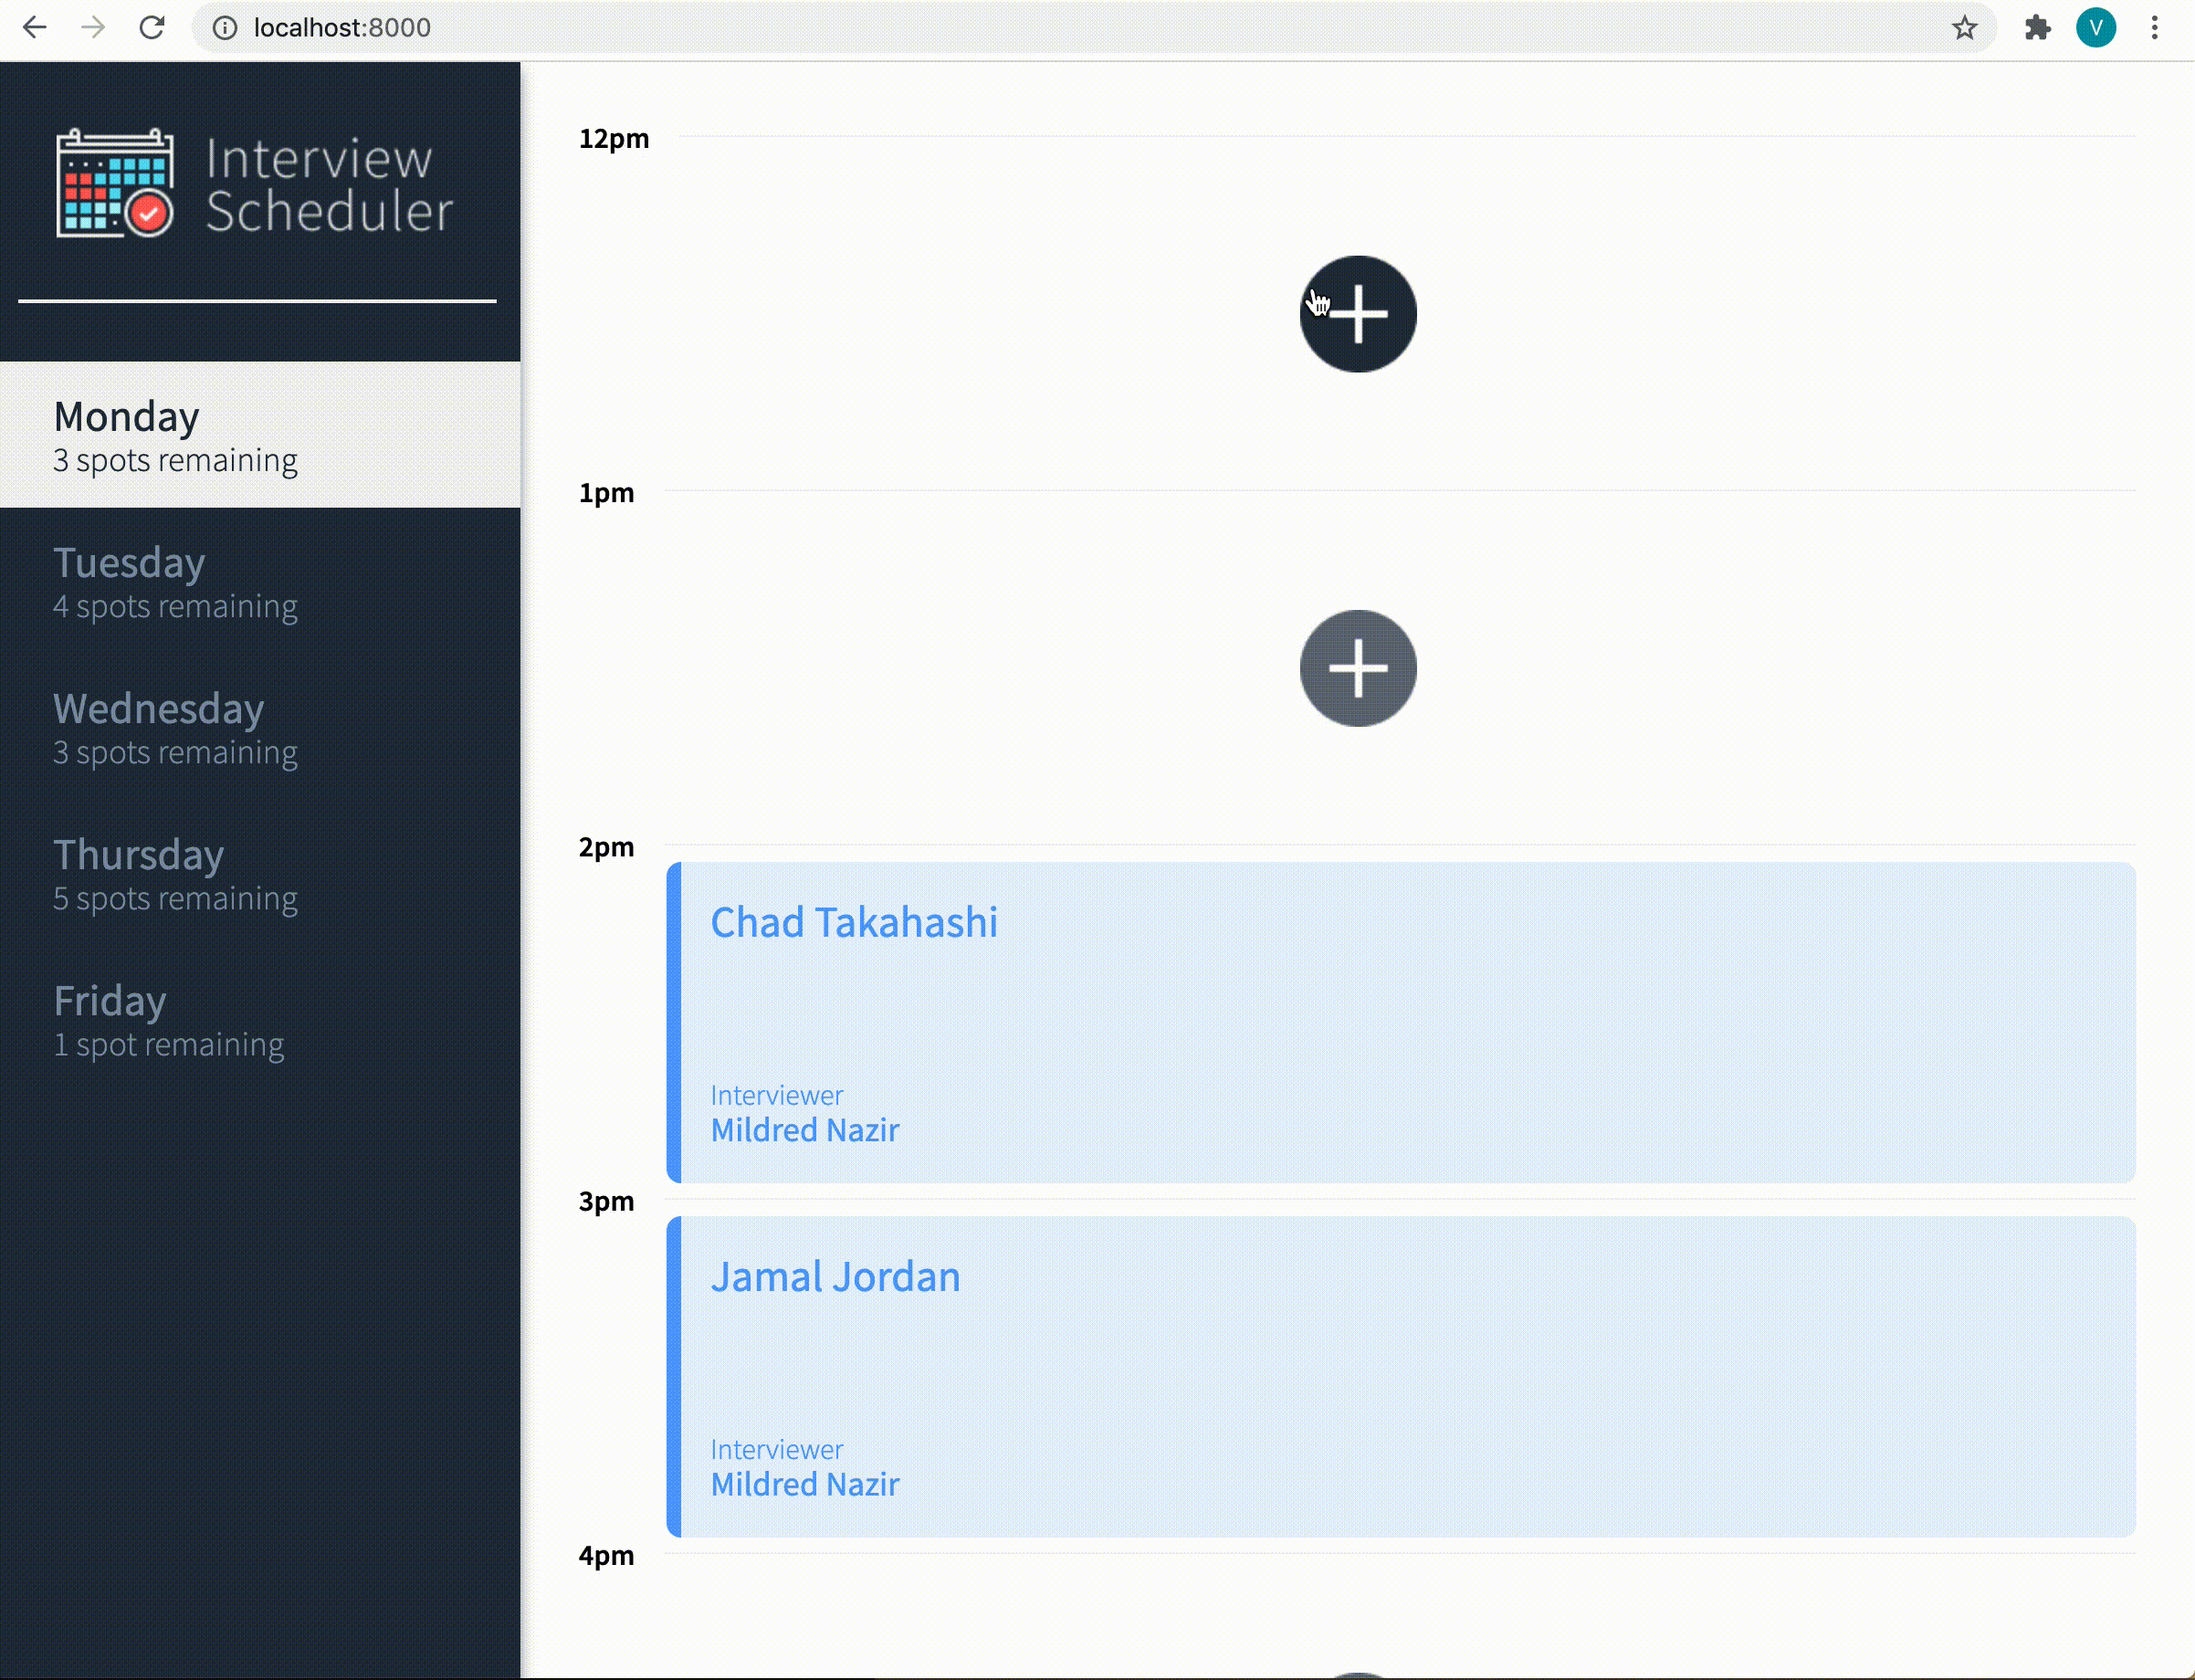 localhost:8000
V
Interview
Scheduler
Monday
3 spots remaining
Tuesday
4 spots remaining
Wednesday
3 spots remaining
Thursday
5 spots remaining
Friday
1 spot remaining
12pm
1pm
2pm
Chad Takahashi
Interviewer
Mildred Nazir
3pm
Jamal Jordan
Interviewer
Mildred Nazir
4pm